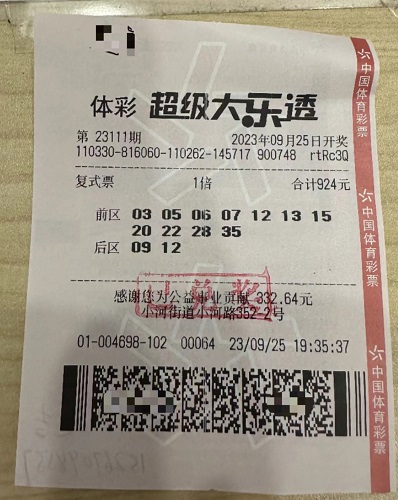 体彩 超级大乐透
第 23111期 2023年09月25日开奖
110330-816060-110262-145717 900748 rtRc3Q
复式票 1倍 合计924元
前区 03 05 06 07 12 13 15
20 22 28 35
后区 09 12
已兑奖
感谢您为公益事业贡献 332.64元
小河街道小河路352-2号
01-004698-102 00064 23/09/25 19:35:37
中国体育彩票
中国体育彩票
中国体育彩票